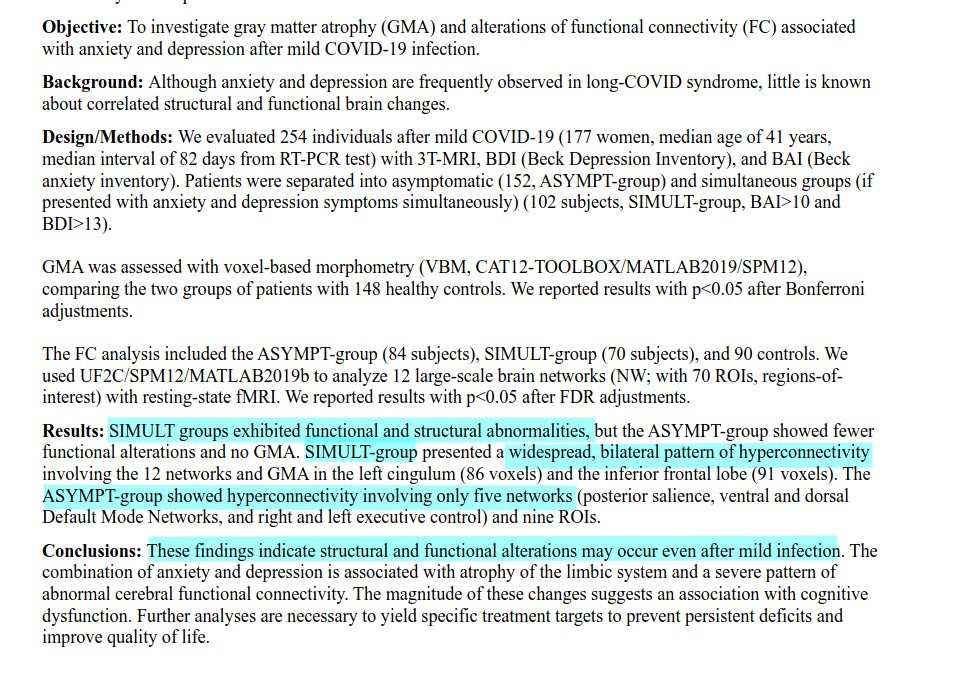 Objective: To investigate gray matter atrophy (GMA) and alterations of functional connectivity (FC) associated
with anxiety and depression after mild COVID-19 infection.
Background: Although anxiety and depression are frequently observed in long-COVID syndrome, little is known
about correlated structural and functional brain changes.
Design/Methods: We evaluated 254 individuals after mild COVID-19 (177 women, median age of 41 years,
median interval of 82 days from RT-PCR test) with 3T-MRI, BDI (Beck Depression Inventory), and BAI (Beck
anxiety inventory). Patients were separated into asymptomatic (152, ASYMPT-group) and simultaneous groups (if
presented with anxiety and depression symptoms simultaneously) (102 subjects, SIMULT-group, BAI>10 and
BDI>13).
GMA was assessed with voxel-based morphometry (VBM, CAT12-TOOLBOX/MATLAB2019/SPM12),
comparing the two groups of patients with 148 healthy controls. We reported results with p<0.05 after Bonferroni
adjustments.
The FC analysis included the ASYMPT-group (84 subjects), SIMULT-group (70 subjects), and 90 controls. We
used UF2C/SPM12/MATLAB2019b to analyze 12 large-scale brain networks (NW; with 70 ROIs, regions-of-
interest) with resting-state fMRI. We reported results with p<0.05 after FDR adjustments.
Results: SIMULT groups exhibited functional and structural abnormalities, but the ASYMPT-group showed fewer
functional alterations and no GMA. SIMULT-group presented a widespread, bilateral pattern of hyperconnectivity
involving the 12 networks and GMA in the left cingulum (86 voxels) and the inferior frontal lobe (91 voxels). The
ASYMPT-group showed hyperconnectivity involving only five networks (posterior salience, ventral and dorsal
Default Mode Networks, and right and left executive control) and nine ROIs.
Conclusions: These findings indicate structural and functional alterations may occur even after mild infection. The
combination of anxiety and depression is associated with atrophy of the limbic system and a severe pattern of
abnormal cerebral functional connectivity. The magnitude of these changes suggests an association with cognitive
dysfunction. Further analyses are necessary to yield specific treatment targets to prevent persistent deficits and
improve quality of life.